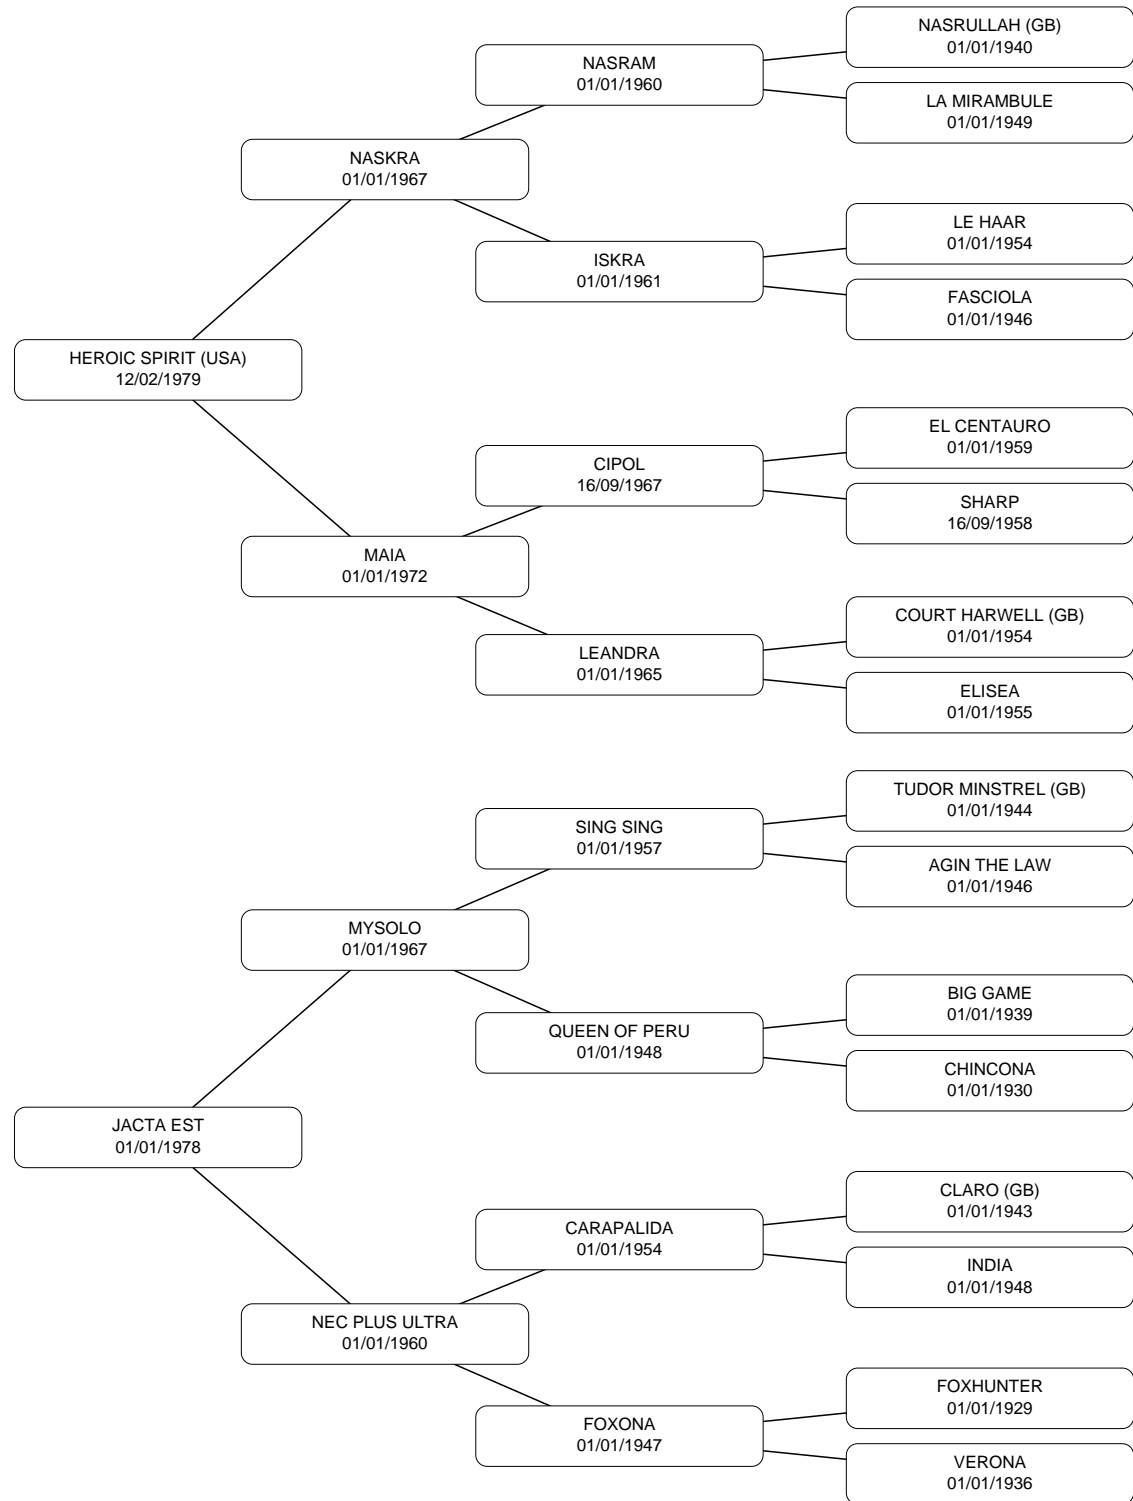 NASRULLAH (GB)
01/01/1940
NASRAM
01/01/1960
LA MIRAMBULE
01/01/1949
NASKRA
01/01/1967
LE HAAR
01/01/1954
ISKRA
01/01/1961
FASCIOLA
01/01/1946
HEROIC SPIRIT (USA)
12/02/1979
EL CENTAURO
01/01/1959
CIPOL
16/09/1967
SHARP
16/09/1958
MAIA
01/01/1972
COURT HARWELL (GB)
01/01/1954
LEANDRA
01/01/1965
ELISEA
01/01/1955
TUDOR MINSTREL (GB)
01/01/1944
SING SING
01/01/1957
AGIN THE LAW
01/01/1946
MYSOLO
01/01/1967
BIG GAME
01/01/1939
QUEEN OF PERU
01/01/1948
CHINCONA
01/01/1930
JACTA EST
01/01/1978
CLARO (GB)
01/01/1943
CARAPALIDA
01/01/1954
INDIA
01/01/1948
NEC PLUS ULTRA
01/01/1960
FOXHUNTER
01/01/1929
FOXONA
01/01/1947
VERONA
01/01/1936